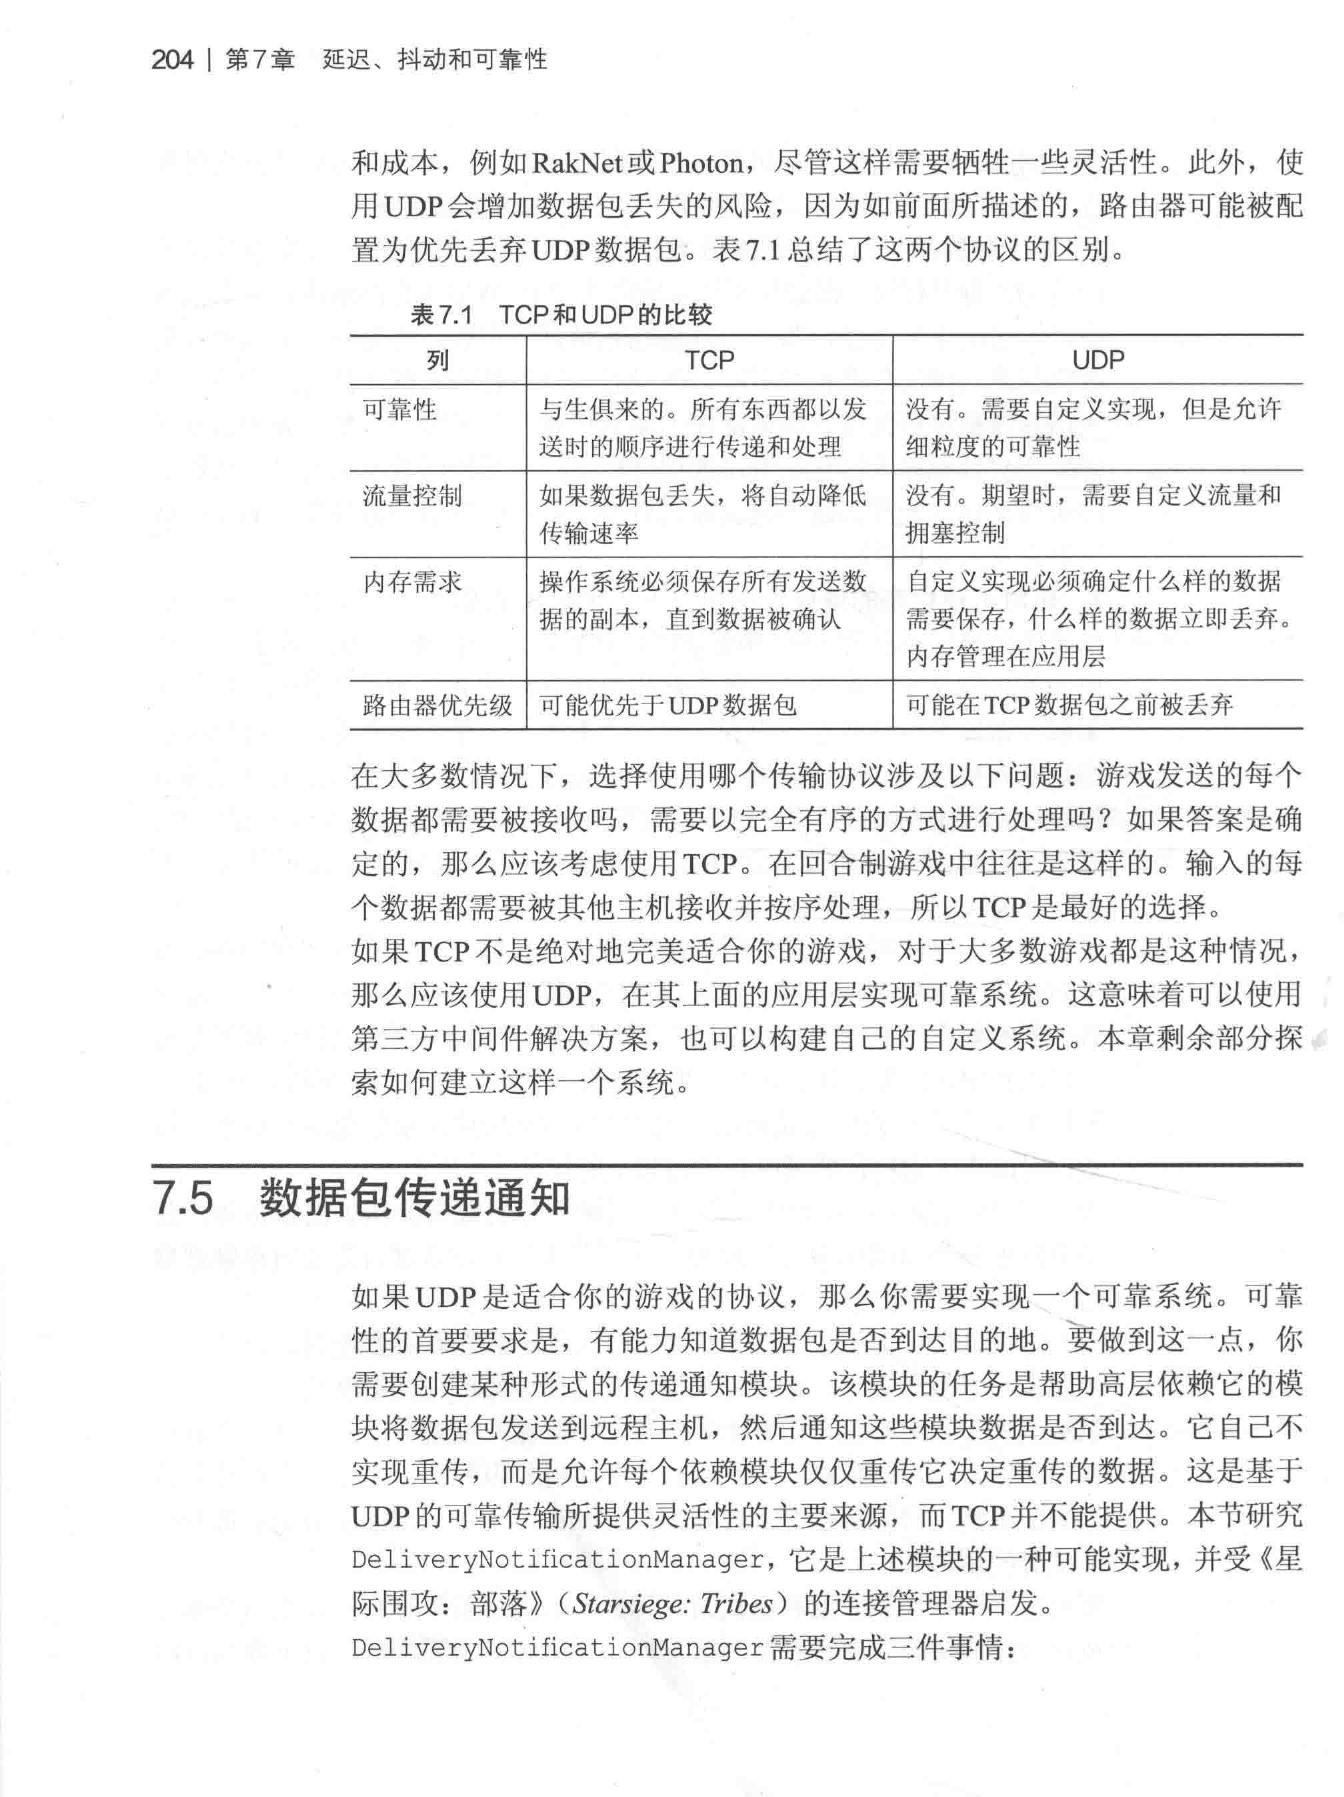 204 | 第7章 延迟、抖动和可靠性
和成本，例如RakNet或Photon，尽管这样需要牺牲一些灵活性。此外，使
用UDP会增加数据包丢失的风险，因为如前面所描述的，路由器可能被配
置为优先丢弃UDP数据包。表7.1总结了这两个协议的区别。
表7.1 TCP和UDP的比较
列 TCP UDP
可靠性 与生俱来的。所有东西都以发 没有。需要自定义实现，但是允许
送时的顺序进行传递和处理 细粒度的可靠性
流量控制 如果数据包丢失，将自动降低 没有。期望时，需要自定义流量和
传输速率 拥塞控制
内存需求 操作系统必须保存所有发送数 自定义实现必须确定什么样的数据
据的副本，直到数据被确认 需要保存，什么样的数据立即丢弃。
内存管理在应用层
路由器优先级 可能优先于UDP数据包 可能在TCP数据包之前被丢弃
在大多数情况下，选择使用哪个传输协议涉及以下问题：游戏发送的每个
数据都需要被接收吗，需要以完全有序的方式进行处理吗？如果答案是确
定的，那么应该考虑使用TCP。在回合制游戏中往往是这样的。输入的每
个数据都需要被其他主机接收并按序处理，所以TCP是最好的选择。
如果TCP不是绝对地完美适合你的游戏，对于大多数游戏都是这种情况，
那么应该使用UDP，在其上面的应用层实现可靠系统。这意味着可以使用
第三方中间件解决方案，也可以构建自己的自定义系统。本章剩余部分探
索如何建立这样一个系统。
7.5 数据包传递通知
如果UDP是适合你的游戏的协议，那么你需要实现一个可靠系统。可靠
性的首要要求是，有能力知道数据包是否到达目的地。要做到这一点，你
需要创建某种形式的传递通知模块。该模块的任务是帮助高层依赖它的模
块将数据包发送到远程主机，然后通知这些模块数据是否到达。它自己不
实现重传，而是允许每个依赖模块仅仅重传它决定重传的数据。这是基于
UDP的可靠传输所提供灵活性的主要来源，而TCP并不能提供。本节研究
DeliveryNotificationManager，它是上述模块的一种可能实现，并受《星
际围攻：部落》（Starsiege: Tribes）的连接管理器启发。
DeliveryNotificationManager需要完成三件事情：